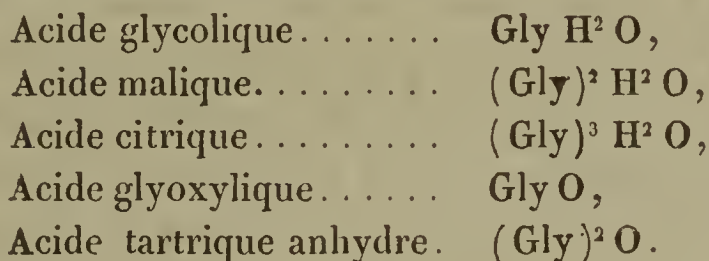 Acide glycolique....... Gly H² O,
Acide malique......... (Gly)² H² O,
Acide citrique......... (Gly)³ H² O,
Acide glyoxylique...... Gly O,
Acide tartrique anhydre. (Gly)² O.